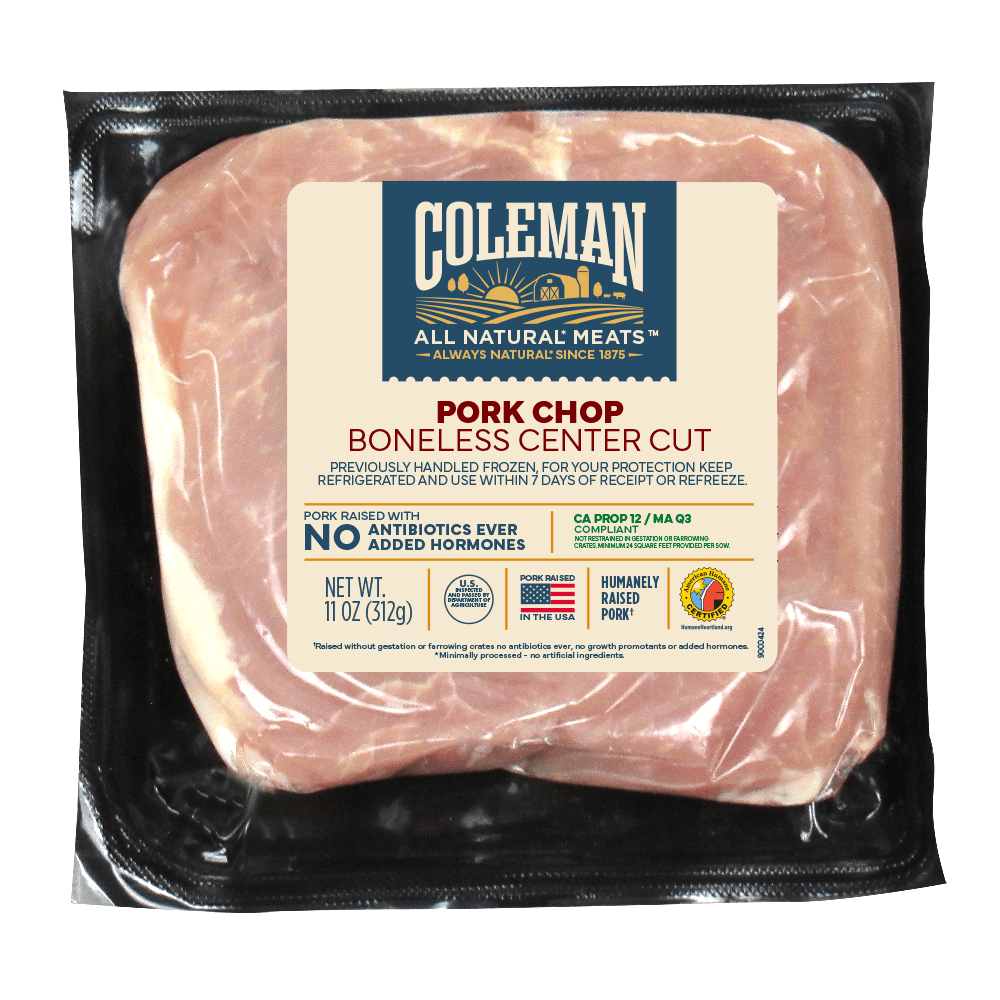 COLEMAN
ALL NATURAL* MEATS™
ALWAYS NATURAL* SINCE 1875
PORK CHOP
BONELESS CENTER CUT
PREVIOUSLY HANDLED FROZEN, FOR YOUR PROTECTION KEEP
REFRIGERATED AND USE WITHIN 7 DAYS OF RECEIPT OR REFREEZE.
PORK RAISED WITH
NO ANTIBIOTICS EVER
ADDED HORMONES
CA PROP 12 / MA Q3
COMPLIANT
NOT RESTRAINED IN GESTATION OR FARROWING
CRATES. MINIMUM 24 SQUARE FEET PROVIDED PER SOW.
NET WT.
11 OZ (312g)
U.S.
INSPECTED
AND PASSED BY
DEPARTMENT OF
AGRICULTURE
PORK RAISED
IN THE USA
HUMANELY
RAISED
PORK†
American Humane
CERTIFIED
HumaneHeartland.org
†Raised without gestation or farrowing crates no antibiotics ever, no growth promotants or added hormones.
*Minimally processed - no artificial ingredients.
9000424